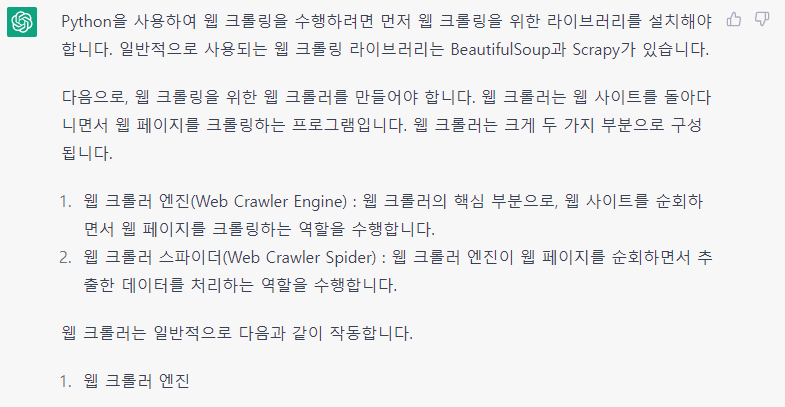 Python을 사용하여 웹 크롤링을 수행하려면 먼저 웹 크롤링을 위한 라이브러리를 설치해야
합니다. 일반적으로 사용되는 웹 크롤링 라이브러리는 BeautifulSoup과 Scrapy가 있습니다.
다음으로, 웹 크롤링을 위한 웹 크롤러를 만들어야 합니다. 웹 크롤러는 웹 사이트를 돌아다
니면서 웹 페이지를 크롤링하는 프로그램입니다. 웹 크롤러는 크게 두 가지 부분으로 구성
됩니다.
1. 웹 크롤러 엔진(Web Crawler Engine) : 웹 크롤러의 핵심 부분으로, 웹 사이트를 순회하
면서 웹 페이지를 크롤링하는 역할을 수행합니다.
2. 웹 크롤러 스파이더(Web Crawler Spider) : 웹 크롤러 엔진이 웹 페이지를 순회하면서 추
출한 데이터를 처리하는 역할을 수행합니다.
웹 크롤러는 일반적으로 다음과 같이 작동합니다.
1. 웹 크롤러 엔진